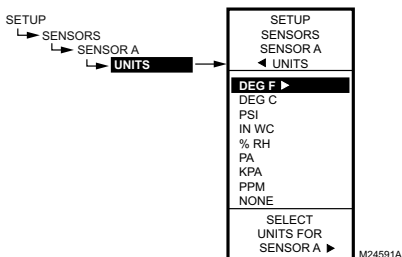 SETUP
SENSORS
SENSOR A
UNITS
SETUP
SENSORS
SENSOR A
◄ UNITS
DEG F ►
DEG C
PSI
IN WC
% RH
PA
KPA
PPM
NONE
SELECT
UNITS FOR
SENSOR A ►
M24591A